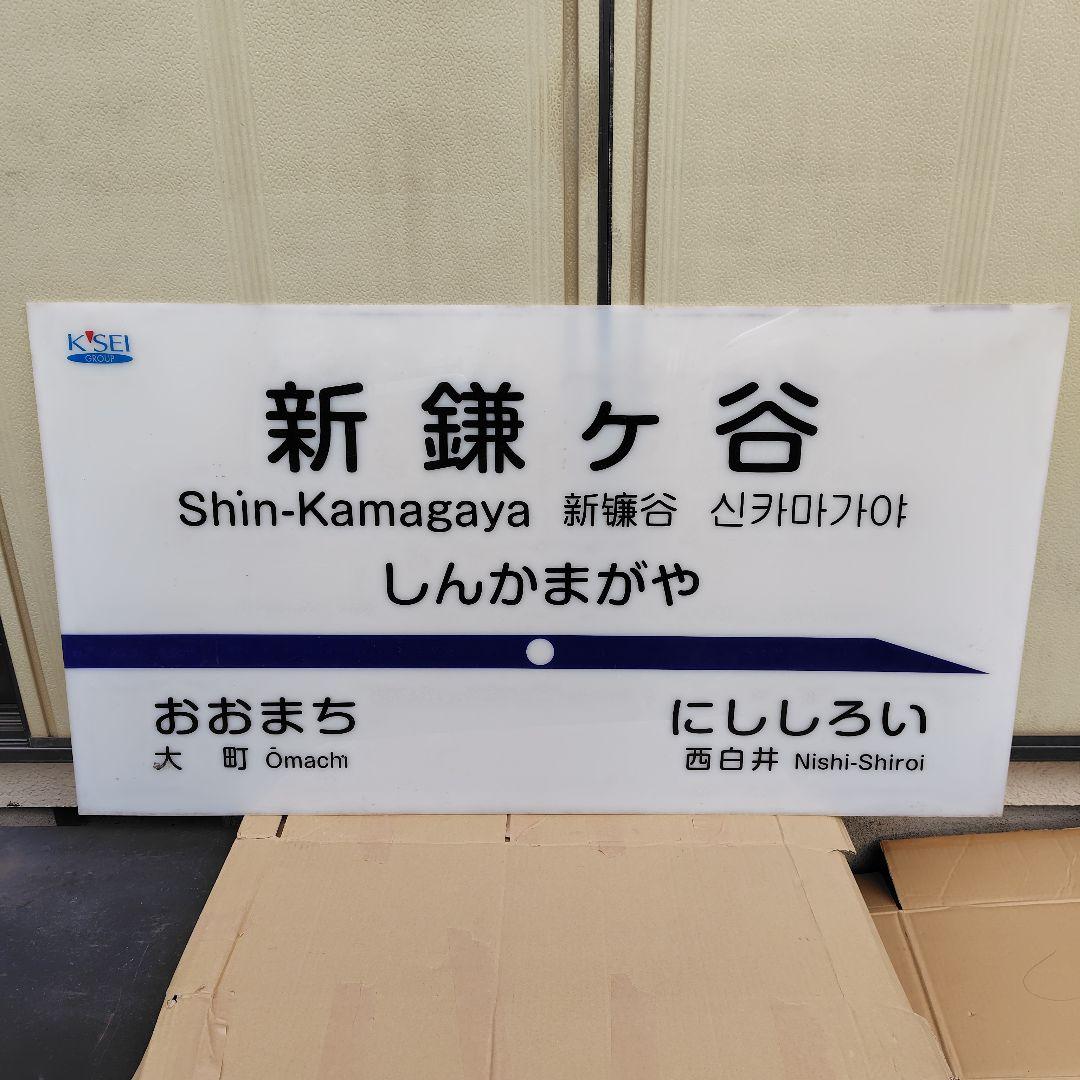 K'SEI
GROUP
新鎌ヶ谷
Shin-Kamagaya 新镰谷 신카마가야
しんかまがや
おおまち にししろい
大町 Ōmachi 西白井 Nishi-Shiroi